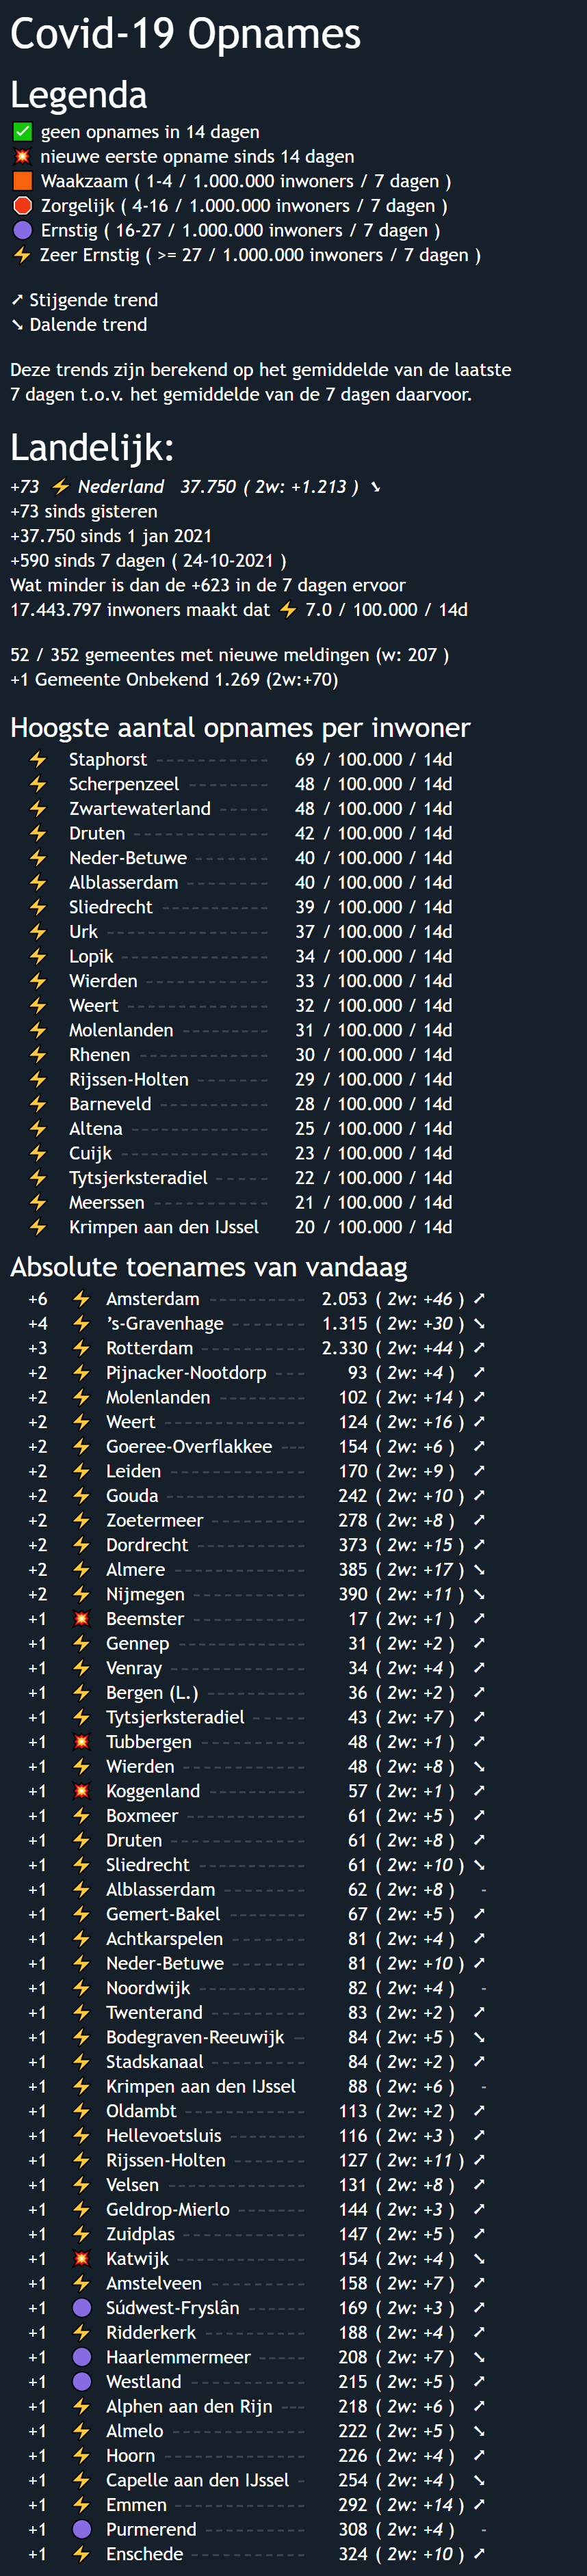 Covid-19 Opnames
Legenda
✅ geen opnames in 14 dagen
💥 nieuwe eerste opname sinds 14 dagen
🟧 Waakzaam ( 1-4 / 1.000.000 inwoners / 7 dagen )
🛑 Zorgelijk ( 4-16 / 1.000.000 inwoners / 7 dagen )
🟣 Ernstig ( 16-27 / 1.000.000 inwoners / 7 dagen )
⚡ Zeer Ernstig ( >= 27 / 1.000.000 inwoners / 7 dagen )
➚ Stijgende trend
➘ Dalende trend
Deze trends zijn berekend op het gemiddelde van de laatste
7 dagen t.o.v. het gemiddelde van de 7 dagen daarvoor.
Landelijk:
+73 ⚡ Nederland 37.750 ( 2w: +1.213 ) ➘
+73 sinds gisteren
+37.750 sinds 1 jan 2021
+590 sinds 7 dagen ( 24-10-2021 )
Wat minder is dan de +623 in de 7 dagen ervoor
17.443.797 inwoners maakt dat ⚡ 7.0 / 100.000 / 14d
52 / 352 gemeentes met nieuwe meldingen (w: 207 )
+1 Gemeente Onbekend 1.269 (2w:+70)
Hoogste aantal opnames per inwoner
⚡ Staphorst 69 / 100.000 / 14d
⚡ Scherpenzeel 48 / 100.000 / 14d
⚡ Zwartewaterland 48 / 100.000 / 14d
⚡ Druten 42 / 100.000 / 14d
⚡ Neder-Betuwe 40 / 100.000 / 14d
⚡ Alblasserdam 40 / 100.000 / 14d
⚡ Sliedrecht 39 / 100.000 / 14d
⚡ Urk 37 / 100.000 / 14d
⚡ Lopik 34 / 100.000 / 14d
⚡ Wierden 33 / 100.000 / 14d
⚡ Weert 32 / 100.000 / 14d
⚡ Molenlanden 31 / 100.000 / 14d
⚡ Rhenen 30 / 100.000 / 14d
⚡ Rijssen-Holten 29 / 100.000 / 14d
⚡ Barneveld 28 / 100.000 / 14d
⚡ Altena 25 / 100.000 / 14d
⚡ Cuijk 23 / 100.000 / 14d
⚡ Tytsjerksteradiel 22 / 100.000 / 14d
⚡ Meerssen 21 / 100.000 / 14d
⚡ Krimpen aan den IJssel 20 / 100.000 / 14d
Absolute toenames van vandaag
+6 ⚡ Amsterdam 2.053 ( 2w: +46 ) ➚
+4 ⚡ ’s-Gravenhage 1.315 ( 2w: +30 ) ➘
+3 ⚡ Rotterdam 2.330 ( 2w: +44 ) ➚
+2 ⚡ Pijnacker-Nootdorp 93 ( 2w: +4 ) ➚
+2 ⚡ Molenlanden 102 ( 2w: +14 ) ➚
+2 ⚡ Weert 124 ( 2w: +16 ) ➚
+2 ⚡ Goeree-Overflakkee 154 ( 2w: +6 ) ➚
+2 ⚡ Leiden 170 ( 2w: +9 ) ➚
+2 ⚡ Gouda 242 ( 2w: +10 ) ➚
+2 ⚡ Zoetermeer 278 ( 2w: +8 ) ➚
+2 ⚡ Dordrecht 373 ( 2w: +15 ) ➚
+2 ⚡ Almere 385 ( 2w: +17 ) ➘
+2 ⚡ Nijmegen 390 ( 2w: +11 ) ➘
+1 💥 Beemster 17 ( 2w: +1 ) ➚
+1 ⚡ Gennep 31 ( 2w: +2 ) ➚
+1 ⚡ Venray 34 ( 2w: +4 ) ➚
+1 ⚡ Bergen (L.) 36 ( 2w: +2 ) ➚
+1 ⚡ Tytsjerksteradiel 43 ( 2w: +7 ) ➚
+1 💥 Tubbergen 48 ( 2w: +1 ) ➚
+1 ⚡ Wierden 48 ( 2w: +8 ) ➘
+1 💥 Koggenland 57 ( 2w: +1 ) ➚
+1 ⚡ Boxmeer 61 ( 2w: +5 ) ➚
+1 ⚡ Druten 61 ( 2w: +8 ) ➚
+1 ⚡ Sliedrecht 61 ( 2w: +10 ) ➘
+1 ⚡ Alblasserdam 62 ( 2w: +8 ) -
+1 ⚡ Gemert-Bakel 67 ( 2w: +5 ) ➚
+1 ⚡ Achtkarspelen 81 ( 2w: +4 ) ➚
+1 ⚡ Neder-Betuwe 81 ( 2w: +10 ) ➚
+1 ⚡ Noordwijk 82 ( 2w: +4 ) -
+1 ⚡ Twenterand 83 ( 2w: +2 ) ➚
+1 ⚡ Bodegraven-Reeuwijk 84 ( 2w: +5 ) ➘
+1 ⚡ Stadskanaal 84 ( 2w: +2 ) ➚
+1 ⚡ Krimpen aan den IJssel 88 ( 2w: +6 ) -
+1 ⚡ Oldambt 113 ( 2w: +2 ) ➚
+1 ⚡ Hellevoetsluis 116 ( 2w: +3 ) ➚
+1 ⚡ Rijssen-Holten 127 ( 2w: +11 ) ➚
+1 ⚡ Velsen 131 ( 2w: +8 ) ➚
+1 ⚡ Geldrop-Mierlo 144 ( 2w: +3 ) ➚
+1 ⚡ Zuidplas 147 ( 2w: +5 ) ➚
+1 💥 Katwijk 154 ( 2w: +4 ) ➘
+1 ⚡ Amstelveen 158 ( 2w: +7 ) ➚
+1 🟣 Súdwest-Fryslân 169 ( 2w: +3 ) ➚
+1 ⚡ Ridderkerk 188 ( 2w: +4 ) ➚
+1 🟣 Haarlemmermeer 208 ( 2w: +7 ) ➘
+1 🟣 Westland 215 ( 2w: +5 ) ➚
+1 ⚡ Alphen aan den Rijn 218 ( 2w: +6 ) ➚
+1 ⚡ Almelo 222 ( 2w: +5 ) ➘
+1 ⚡ Hoorn 226 ( 2w: +4 ) ➚
+1 ⚡ Capelle aan den IJssel 254 ( 2w: +4 ) ➘
+1 ⚡ Emmen 292 ( 2w: +14 ) ➚
+1 🟣 Purmerend 308 ( 2w: +4 ) -
+1 ⚡ Enschede 324 ( 2w: +10 ) ➚